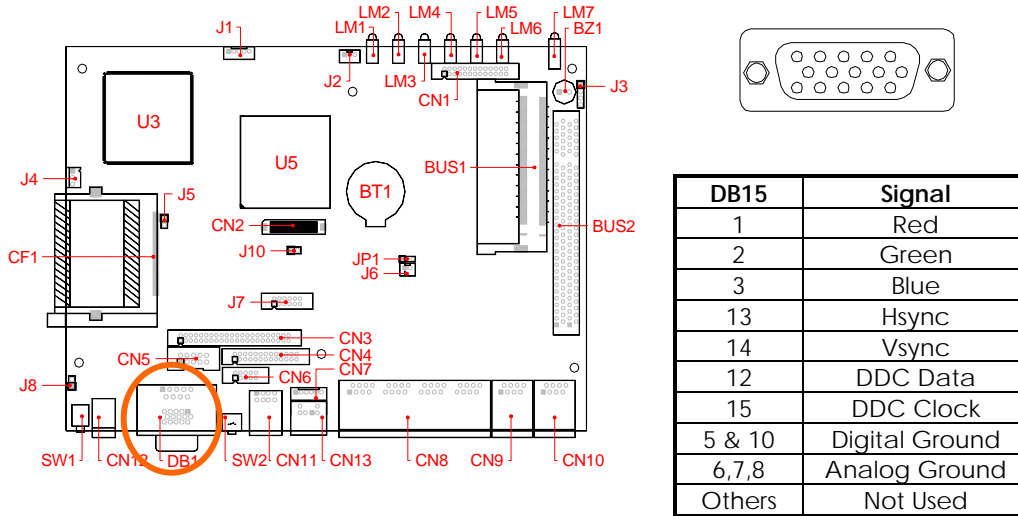 LM2 LM4 LM5 LM7
J1 LM1 LM6 BZ1
J2 LM3 J3
CN1
U3
J4 U5 BUS1
J5 BT1
CN2 BUS2
CF1 J10 JP1
J6
J7
CN3
CN5 CN4
CN7
J8 CN6
SW1 CN12 DB1 SW2 CN11 CN13 CN8 CN9 CN10
DB15 Signal
1 Red
2 Green
3 Blue
13 Hsync
14 Vsync
12 DDC Data
15 DDC Clock
5 & 10 Digital Ground
6,7,8 Analog Ground
Others Not Used